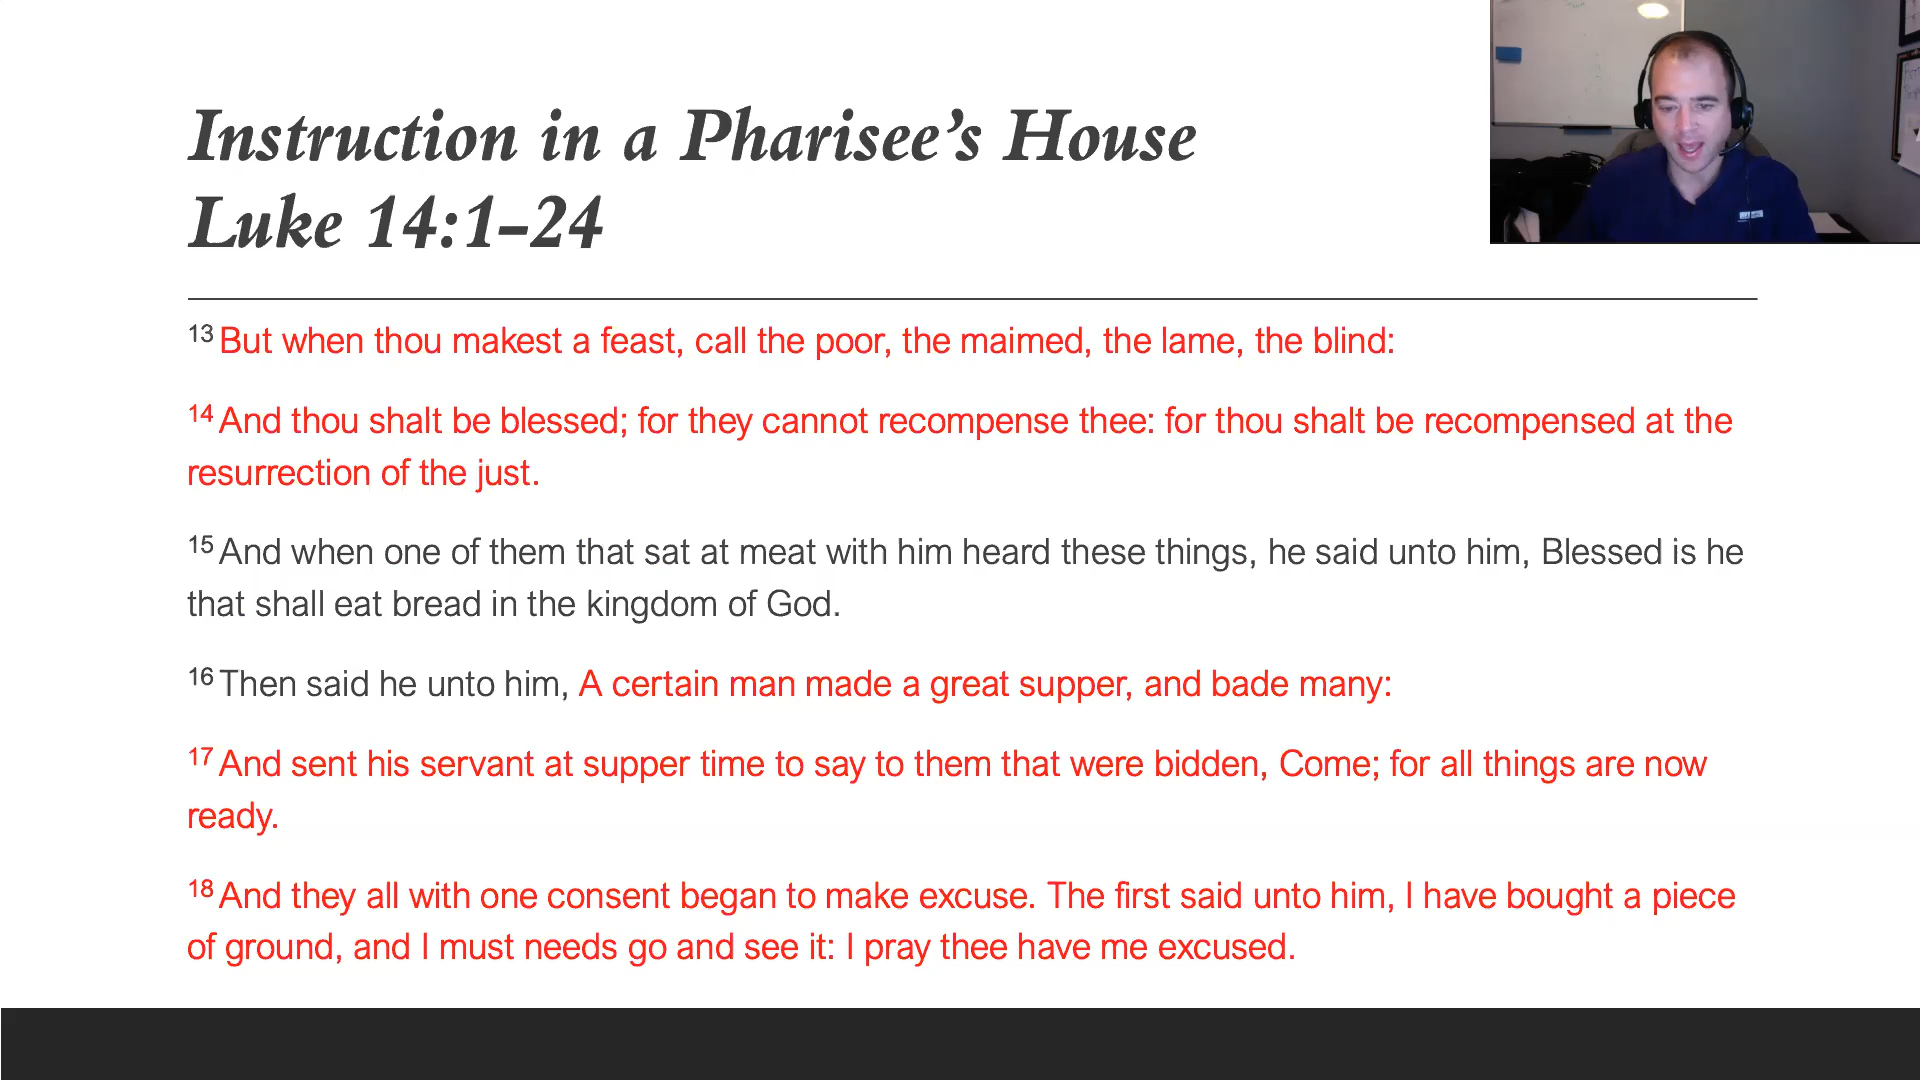 Instruction in a Pharisee’s House
Luke 14:1–24
13 But when thou makest a feast, call the poor, the maimed, the lame, the blind:
14 And thou shalt be blessed; for they cannot recompense thee: for thou shalt be recompensed at the
resurrection of the just.
15 And when one of them that sat at meat with him heard these things, he said unto him, Blessed is he
that shall eat bread in the kingdom of God.
16 Then said he unto him, A certain man made a great supper, and bade many:
17 And sent his servant at supper time to say to them that were bidden, Come; for all things are now
ready.
18 And they all with one consent began to make excuse. The first said unto him, I have bought a piece
of ground, and I must needs go and see it: I pray thee have me excused.